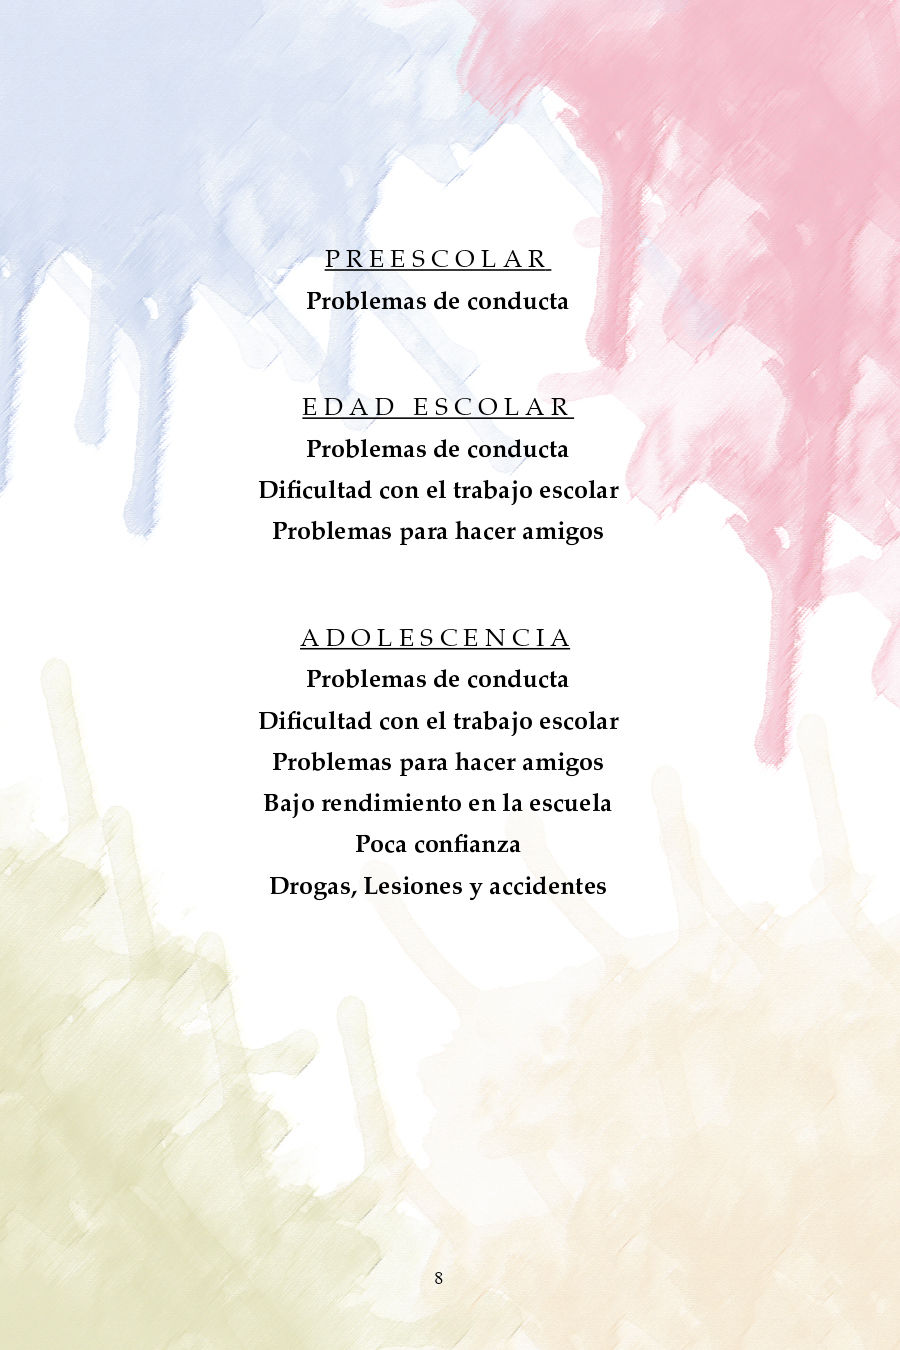 PREESCOLAR
Problemas de conducta
EDAD ESCOLAR
Problemas de conducta
Dificultad con el trabajo escolar
Problemas para hacer amigos
ADOLESCENCIA
Problemas de conducta
Dificultad con el trabajo escolar
Problemas para hacer amigos
Bajo rendimiento en la escuela
Poca confianza
Drogas, Lesiones y accidentes
8